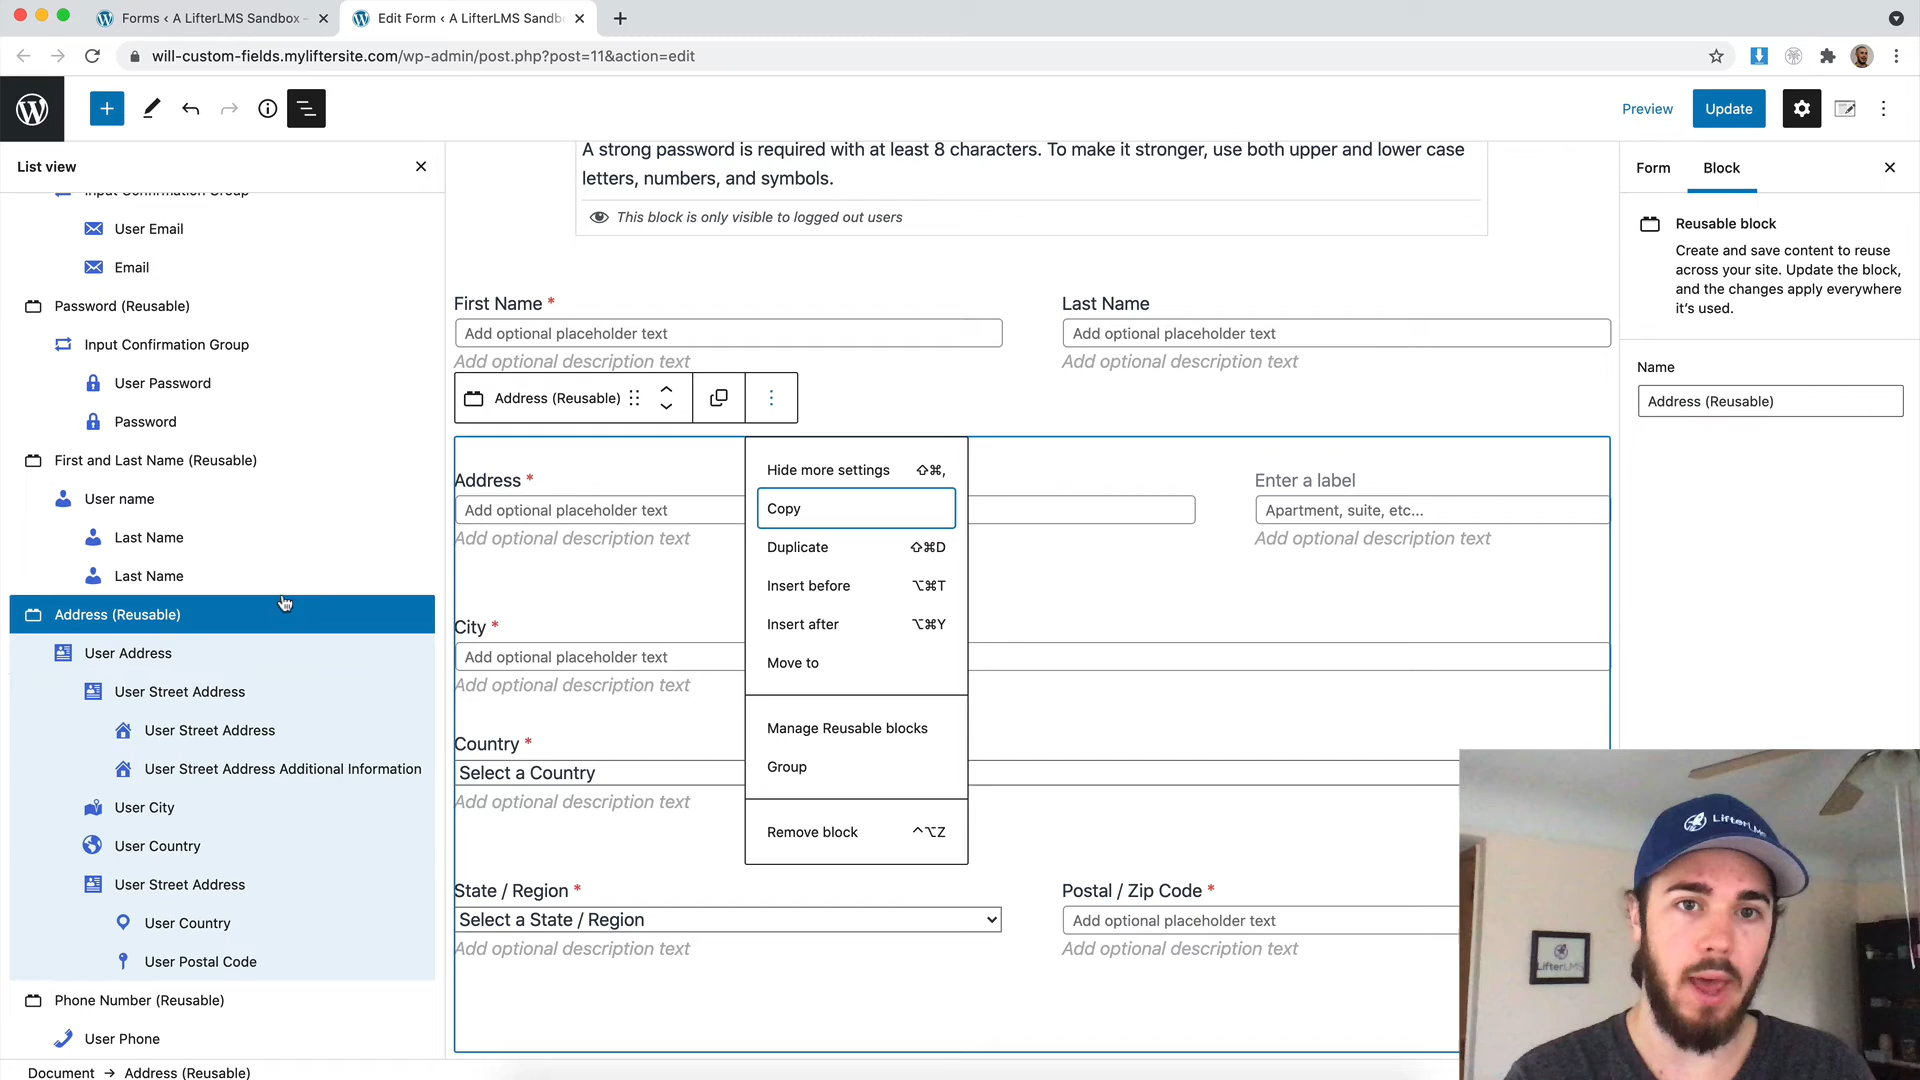 Forms ‹ A LifterLMS Sandbox
Edit Form ‹ A LifterLMS Sandb
will-custom-fields.myliftersite.com/wp-admin/post.php?post=11&action=edit
Preview
Update
List view
Input Confirmation Group
User Email
Email
Password (Reusable)
Input Confirmation Group
User Password
Password
First and Last Name (Reusable)
User name
Last Name
Last Name
Address (Reusable)
User Address
User Street Address
User Street Address
User Street Address Additional Information
User City
User Country
User Street Address
User Country
User Postal Code
Phone Number (Reusable)
User Phone
Document → Address (Reusable)
A strong password is required with at least 8 characters. To make it stronger, use both upper and lower case
letters, numbers, and symbols.
This block is only visible to logged out users
First Name *
Add optional placeholder text
Add optional description text
Last Name
Add optional placeholder text
Add optional description text
Address (Reusable)
Address *
Add optional placeholder text
Add optional description text
Enter a label
Apartment, suite, etc...
Add optional description text
City *
Add optional placeholder text
Add optional description text
Country *
Select a Country
Add optional description text
State / Region *
Select a State / Region
Add optional description text
Postal / Zip Code *
Add optional placeholder text
Add optional description text
Hide more settings ⇧⌘,
Copy
Duplicate ⇧⌘D
Insert before ⌥⌘T
Insert after ⌥⌘Y
Move to
Manage Reusable blocks
Group
Remove block ^⌥Z
Form
Block
Reusable block
Create and save content to reuse
across your site. Update the block,
and the changes apply everywhere
it's used.
Name
Address (Reusable)
LifterLMS
LifterLMS